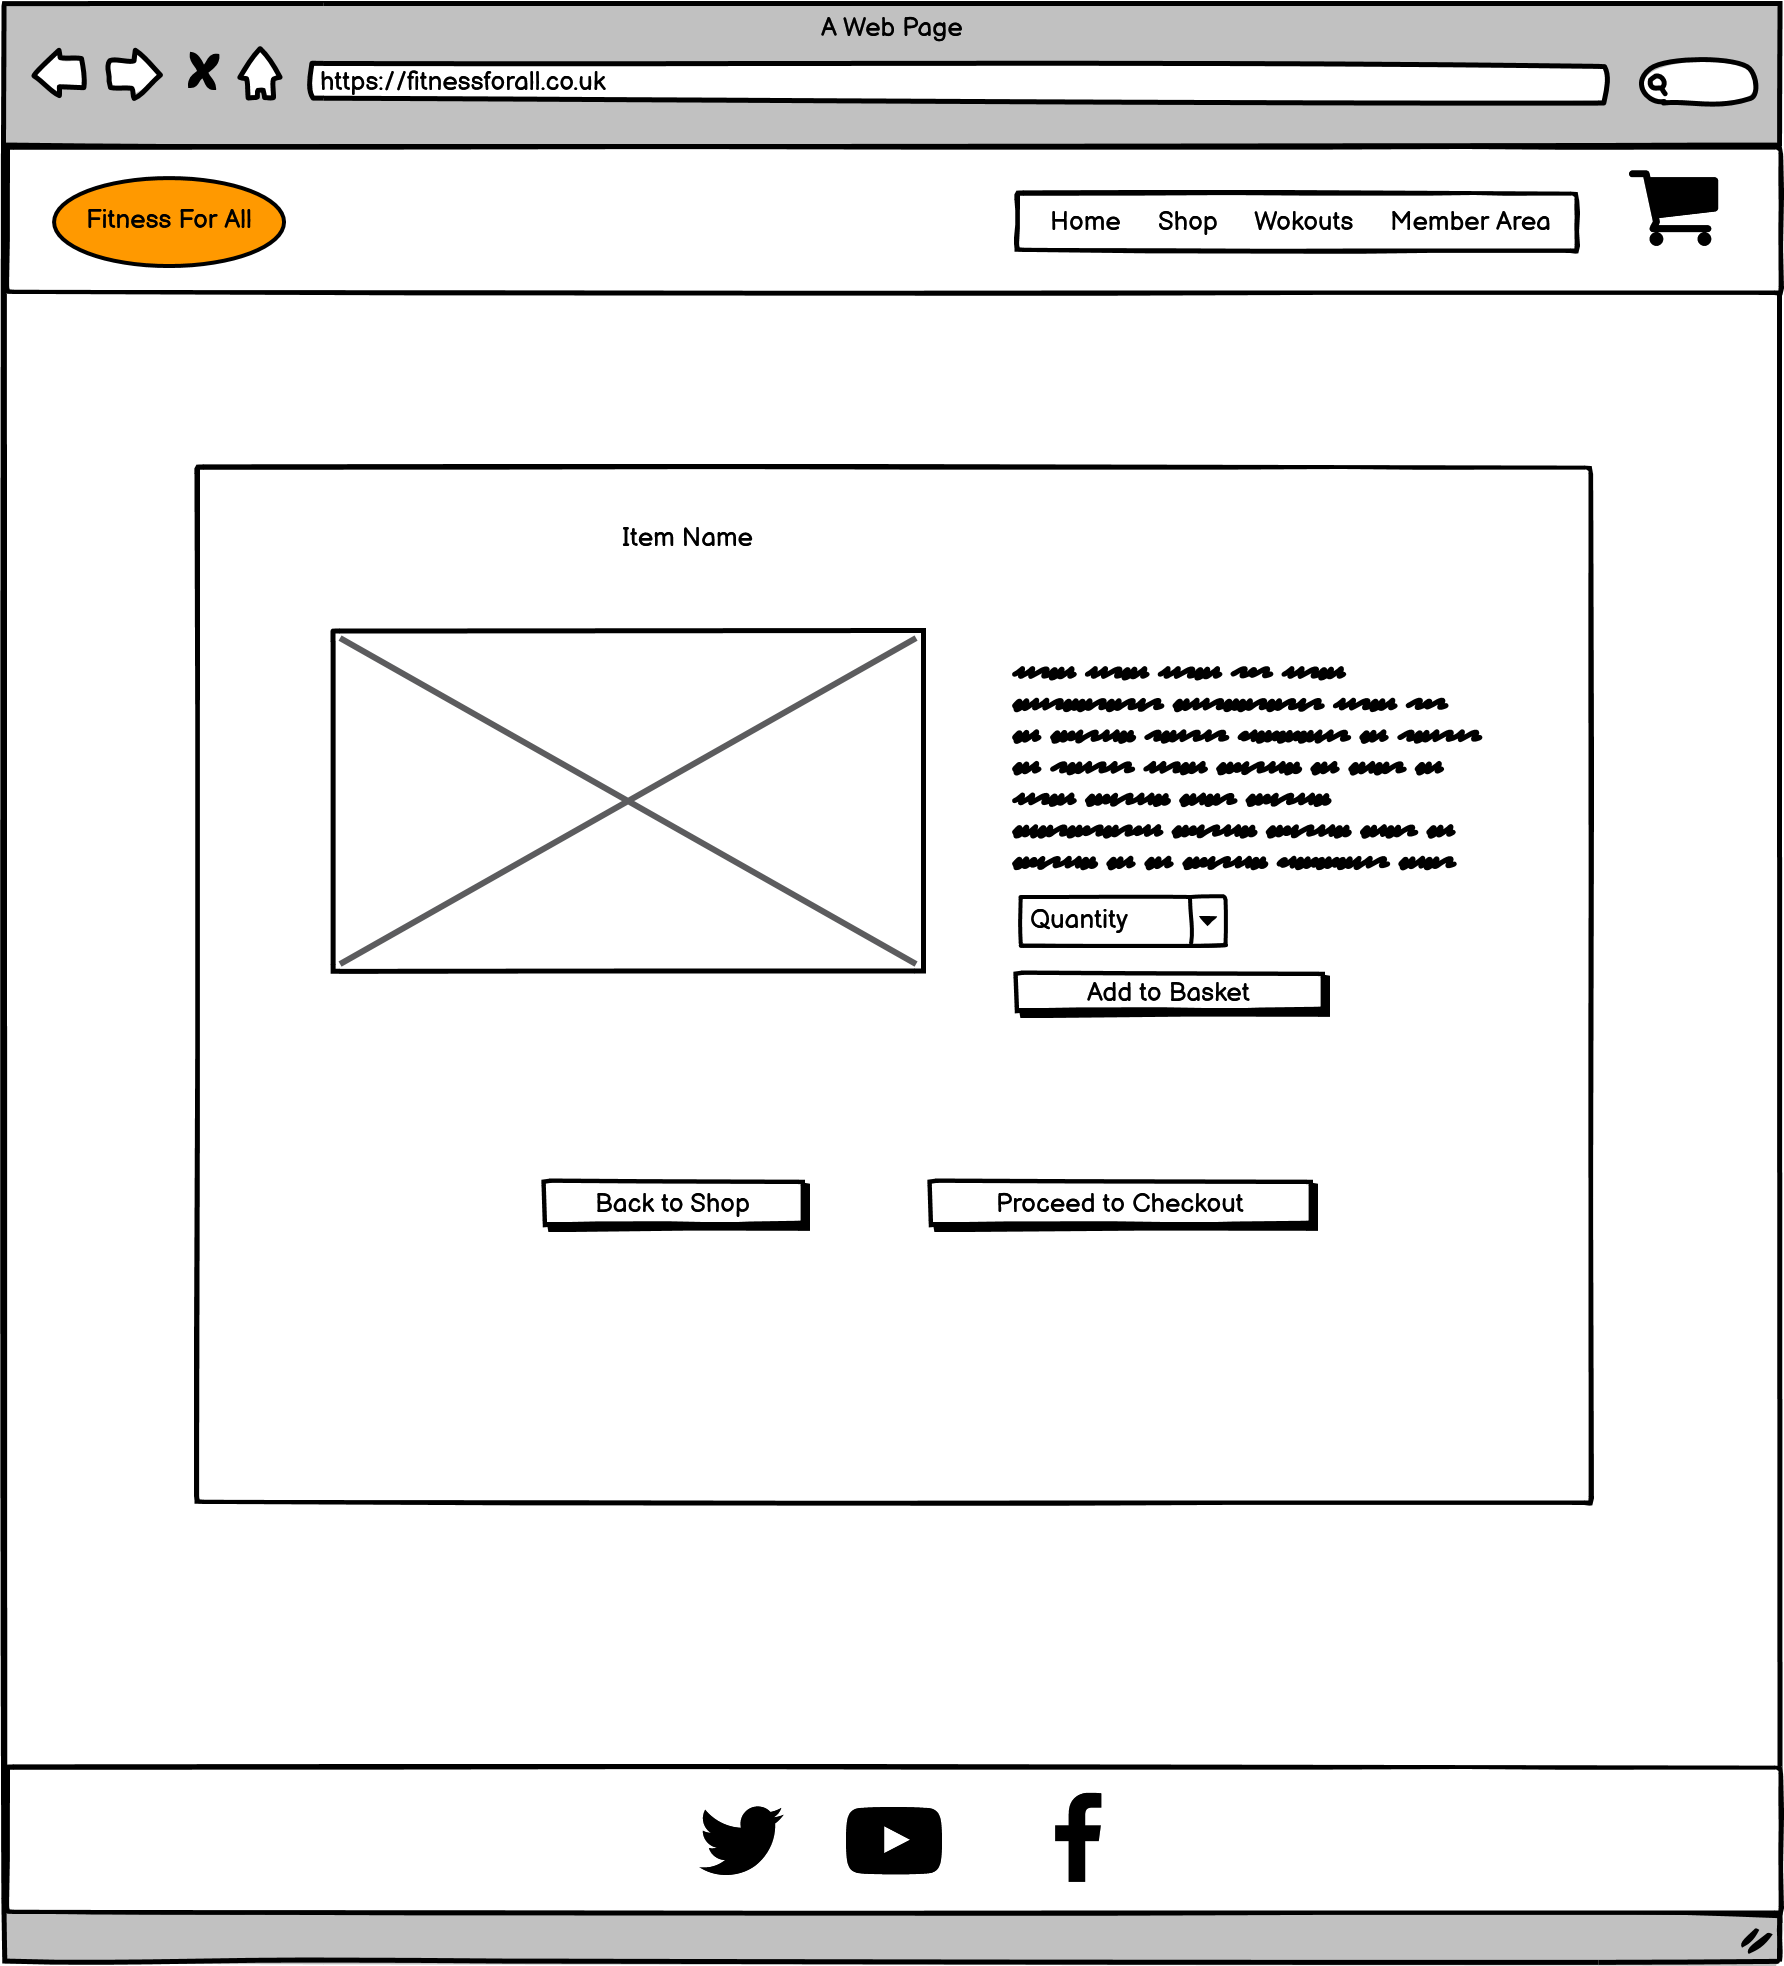 A Web Page
https://fitnessforall.co.uk
Fitness For All
Home Shop Wokouts Member Area
Item Name
Quantity
Add to Basket
Back to Shop
Proceed to Checkout